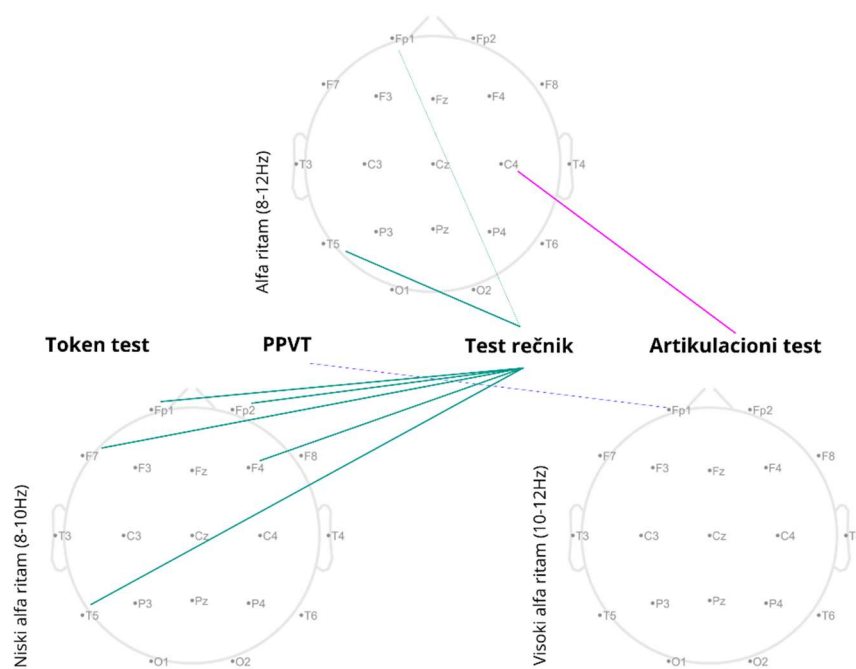 Fp1 Fp2
F7 F3 Fz F4 F8
T3 C3 Cz C4 T4
T5 P3 Pz P4 T6
O1 O2
Alfa ritam (8-12Hz)
Token test PPVT Test rečnik Artikulacioni test
Fp1 Fp2
F7 F3 Fz F4 F8
T3 C3 Cz C4 T4
T5 P3 Pz P4 T6
O1 O2
Niski alfa ritam (8-10Hz)
Fp1 Fp2
F7 F3 Fz F4 F8
T3 C3 Cz C4 T
T5 P3 Pz P4 T6
O1 O2
Visoki alfa ritam (10-12Hz)